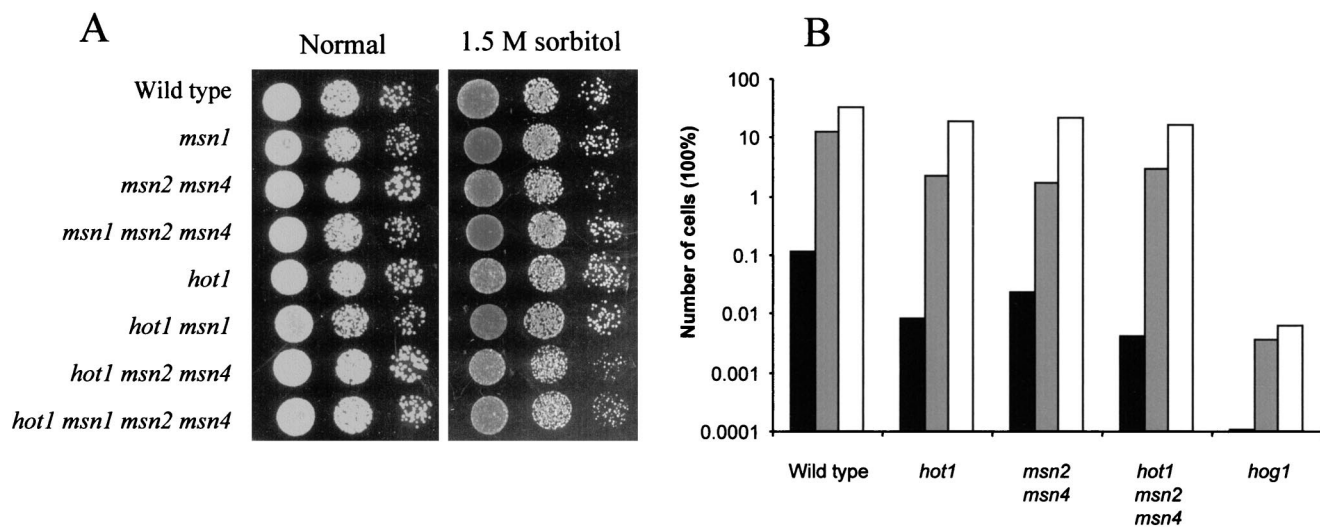 A
Normal
1.5 M sorbitol
Wild type
msn1
msn2 msn4
msn1 msn2 msn4
hot1
hot1 msn1
hot1 msn2 msn4
hot1 msn1 msn2 msn4
B
Number of cells (100%)
100
10
1
0.1
0.01
0.001
0.0001
Wild type
hot1
msn2
msn4
hot1
msn2
msn4
hog1